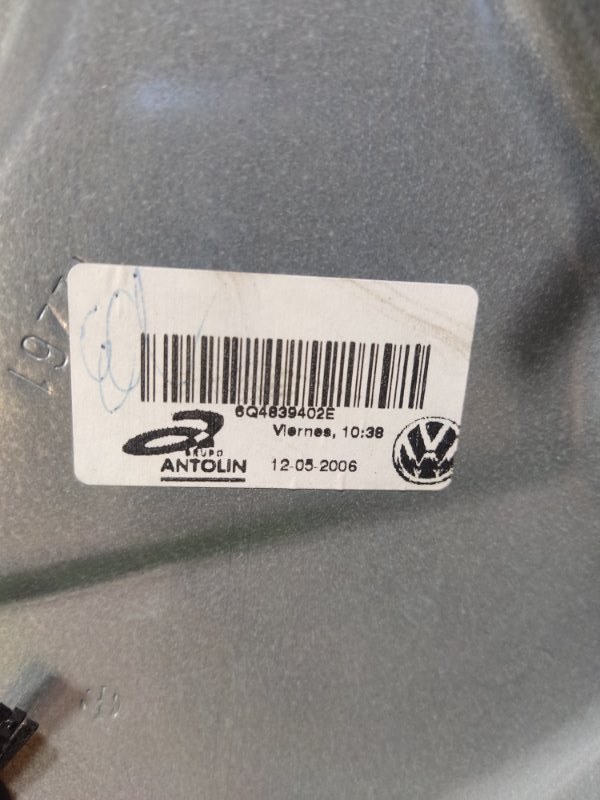 6Q4839402E
Viernes, 10:38
GRUPO
ANTOLIN
12-05-2006